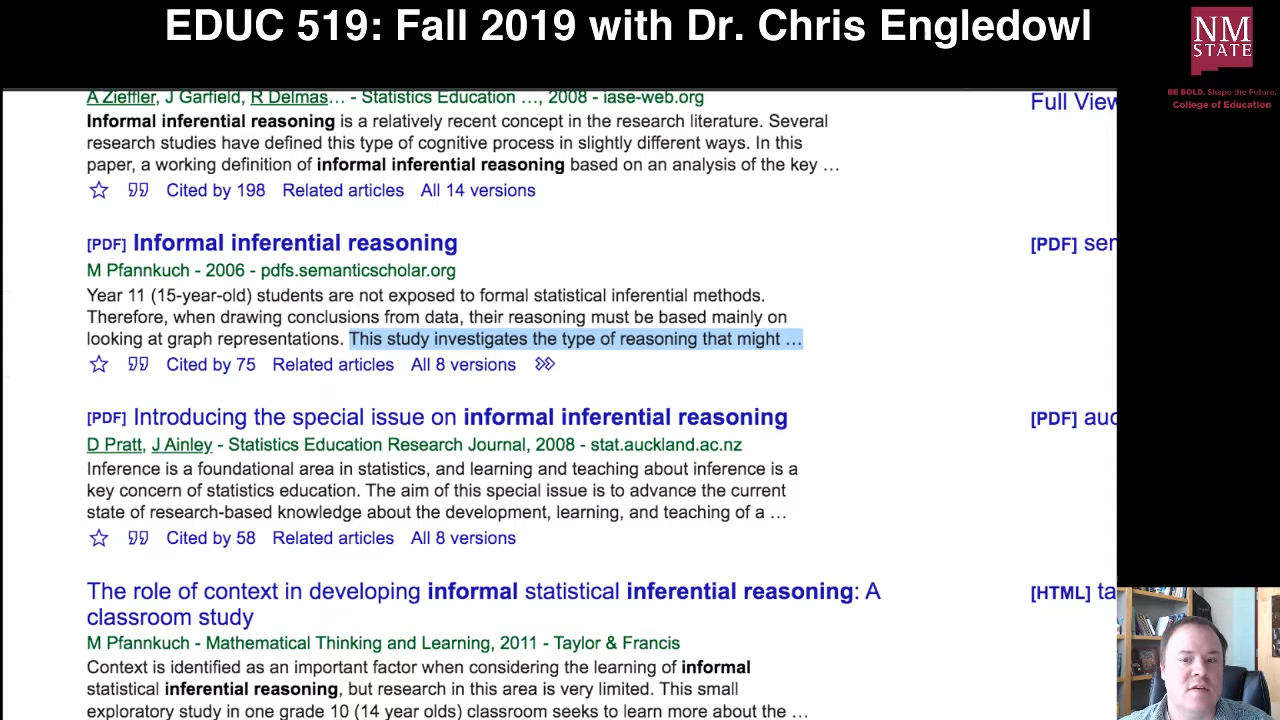 EDUC 519: Fall 2019 with Dr. Chris Engledowl
NM
STATE
BE BOLD. Shape the Future.
College of Education
A Zieffler, J Garfield, R Delmas… - Statistics Education …, 2008 - iase-web.org
Full View
Informal inferential reasoning is a relatively recent concept in the research literature. Several
research studies have defined this type of cognitive process in slightly different ways. In this
paper, a working definition of informal inferential reasoning based on an analysis of the key …
Cited by 198 Related articles All 14 versions
[PDF] Informal inferential reasoning
[PDF] sem
M Pfannkuch - 2006 - pdfs.semanticscholar.org
Year 11 (15-year-old) students are not exposed to formal statistical inferential methods.
Therefore, when drawing conclusions from data, their reasoning must be based mainly on
looking at graph representations. This study investigates the type of reasoning that might …
Cited by 75 Related articles All 8 versions
[PDF] Introducing the special issue on informal inferential reasoning
[PDF] auc
D Pratt, J Ainley - Statistics Education Research Journal, 2008 - stat.auckland.ac.nz
Inference is a foundational area in statistics, and learning and teaching about inference is a
key concern of statistics education. The aim of this special issue is to advance the current
state of research-based knowledge about the development, learning, and teaching of a …
Cited by 58 Related articles All 8 versions
The role of context in developing informal statistical inferential reasoning: A
classroom study
[HTML] ta
M Pfannkuch - Mathematical Thinking and Learning, 2011 - Taylor & Francis
Context is identified as an important factor when considering the learning of informal
statistical inferential reasoning, but research in this area is very limited. This small
exploratory study in one grade 10 (14 year olds) classroom seeks to learn more about the …